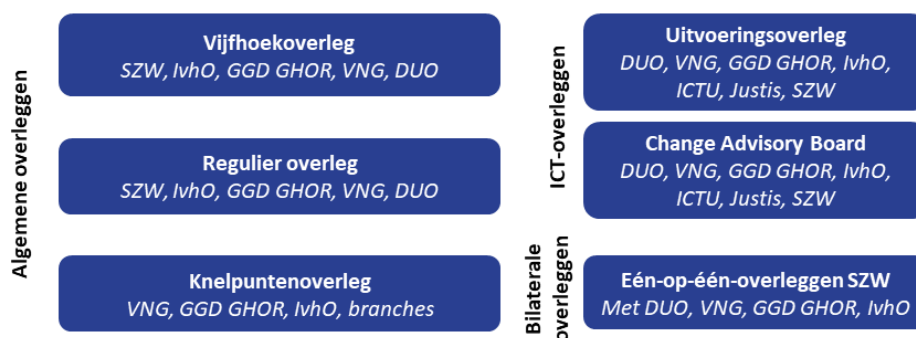 Algemene overleggen
Vijfhoekoverleg
SZW, IvhO, GGD GHOR, VNG, DUO
Regulier overleg
SZW, IvhO, GGD GHOR, VNG, DUO
Knelpuntenoverleg
VNG, GGD GHOR, IvhO, branches
ICT-overleggen
Uitvoeringsoverleg
DUO, VNG, GGD GHOR, IvhO,
ICTU, Justis, SZW
Change Advisory Board
DUO, VNG, GGD GHOR, IvhO,
ICTU, Justis, SZW
Bilaterale
overleggen
Eén-op-één-overleggen SZW
Met DUO, VNG, GGD GHOR, IvhO